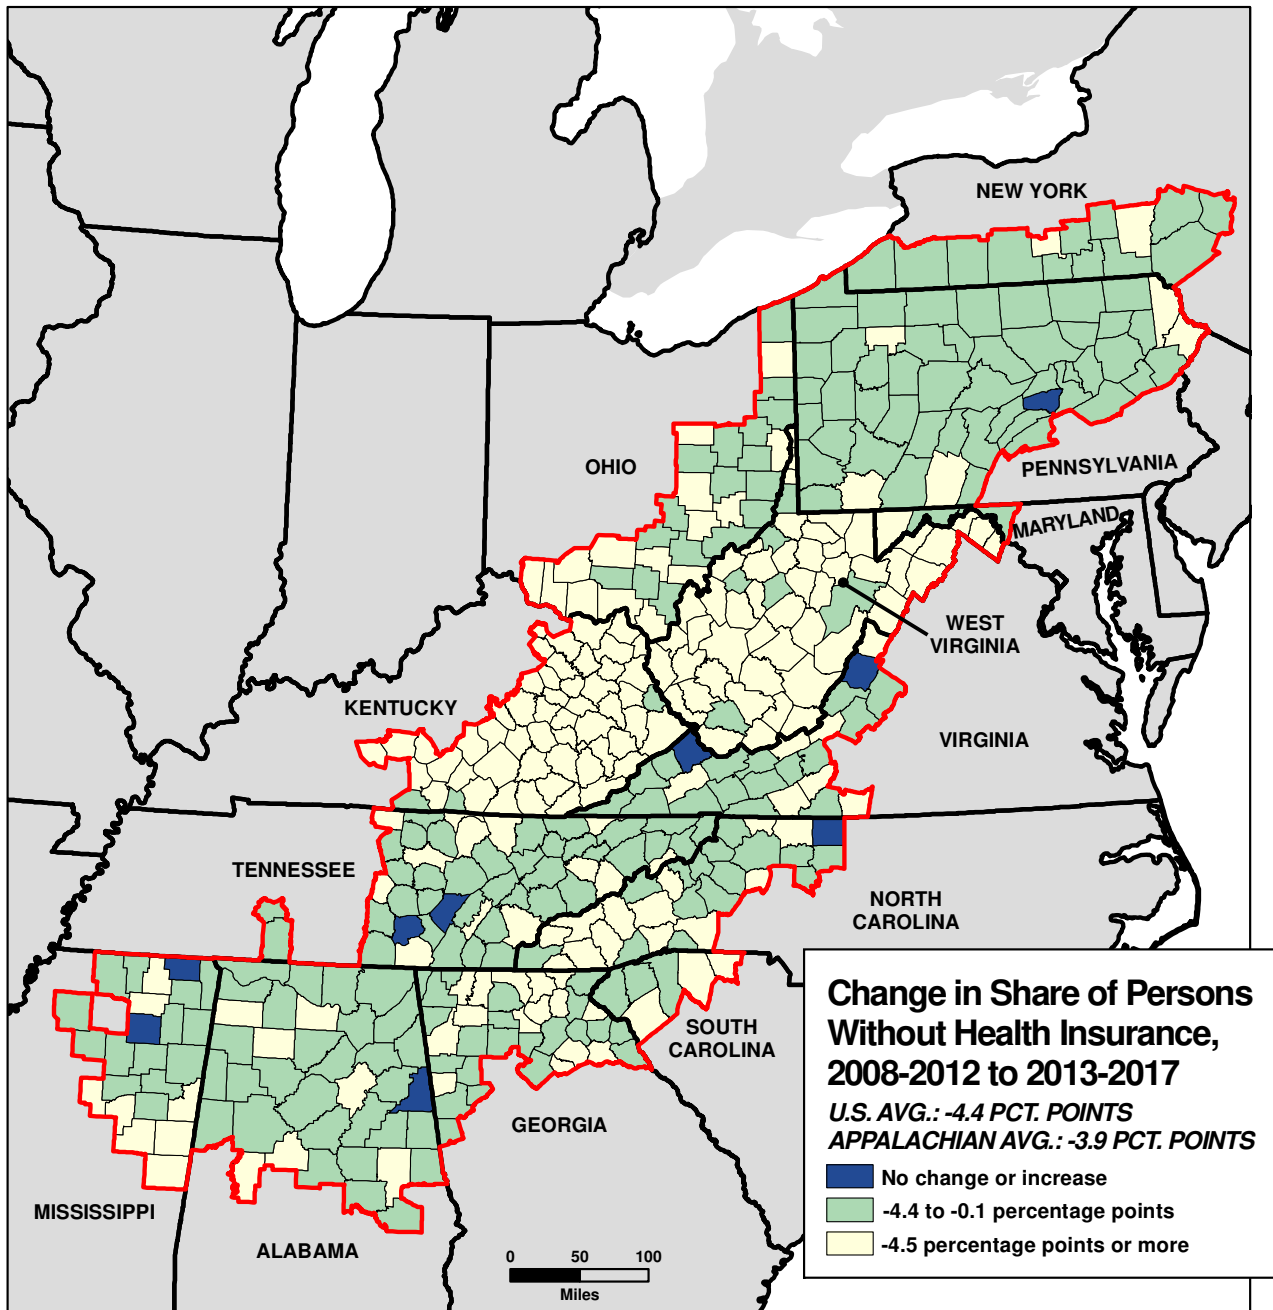 NEW YORK
OHIO
PENNSYLVANIA
MARYLAND
WEST
VIRGINIA
KENTUCKY
VIRGINIA
TENNESSEE
NORTH
CAROLINA
SOUTH
CAROLINA
GEORGIA
MISSISSIPPI
ALABAMA
Change in Share of Persons
Without Health Insurance,
2008-2012 to 2013-2017
U.S. AVG.: -4.4 PCT. POINTS
APPALACHIAN AVG.: -3.9 PCT. POINTS
No change or increase
-4.4 to -0.1 percentage points
-4.5 percentage points or more
0 50 100
Miles